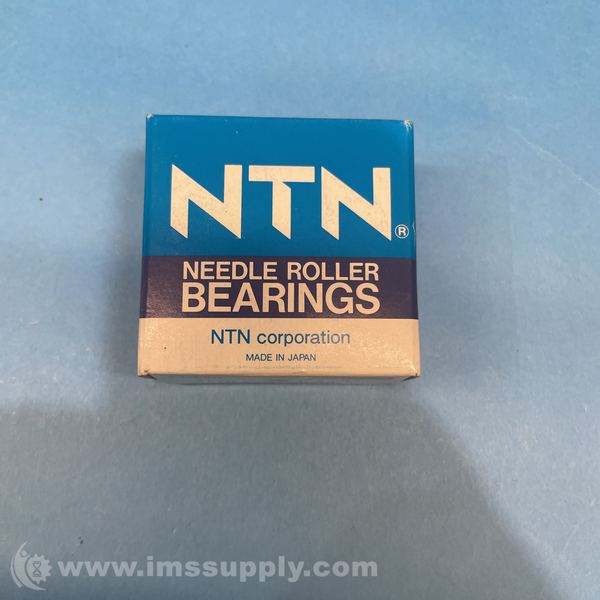 NTN®
NEEDLE ROLLER
BEARINGS
NTN corporation
MADE IN JAPAN
www.imssupply.com